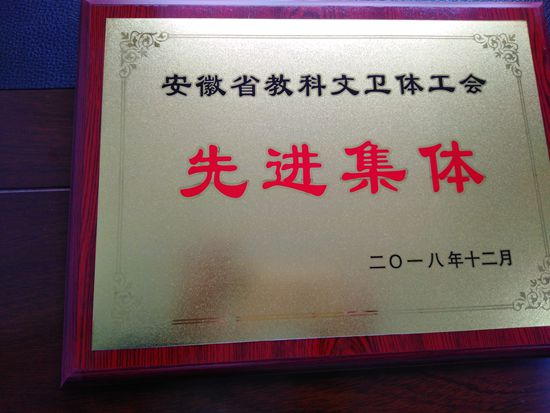 安徽省教科文卫体工会
先进集体
二〇一八年十二月